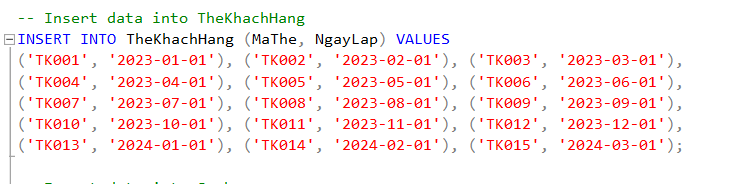 -- Insert data into TheKhachHang
INSERT INTO TheKhachHang (MaThe, NgayLap) VALUES
('TK001', '2023-01-01'), ('TK002', '2023-02-01'), ('TK003', '2023-03-01'),
('TK004', '2023-04-01'), ('TK005', '2023-05-01'), ('TK006', '2023-06-01'),
('TK007', '2023-07-01'), ('TK008', '2023-08-01'), ('TK009', '2023-09-01'),
('TK010', '2023-10-01'), ('TK011', '2023-11-01'), ('TK012', '2023-12-01'),
('TK013', '2024-01-01'), ('TK014', '2024-02-01'), ('TK015', '2024-03-01');